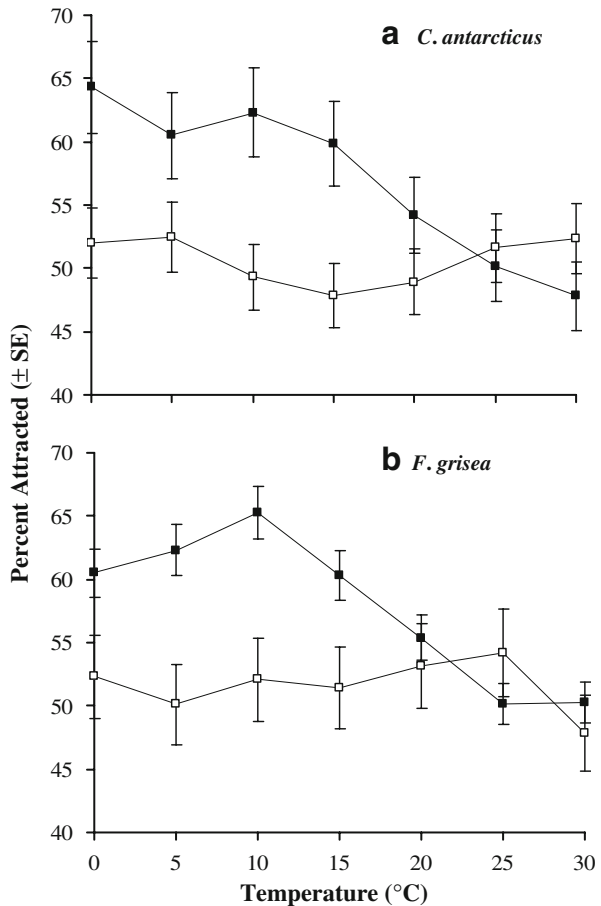 70
a C. antarcticus
65
60
55
50
45
40
Percent Attracted (± SE)
70
b F. grisea
65
60
55
50
45
40
0 5 10 15 20 25 30
Temperature (°C)